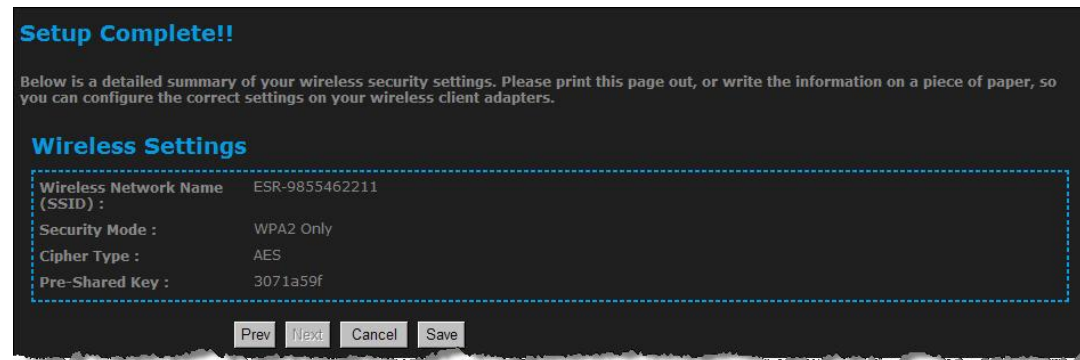 Setup Complete!!
Below is a detailed summary of your wireless security settings. Please print this page out, or write the information on a piece of paper, so
you can configure the correct settings on your wireless client adapters.
Wireless Settings
Wireless Network Name ESR-9855462211
(SSID) :
Security Mode : WPA2 Only
Cipher Type : AES
Pre-Shared Key : 3071a59f
Prev Next Cancel Save